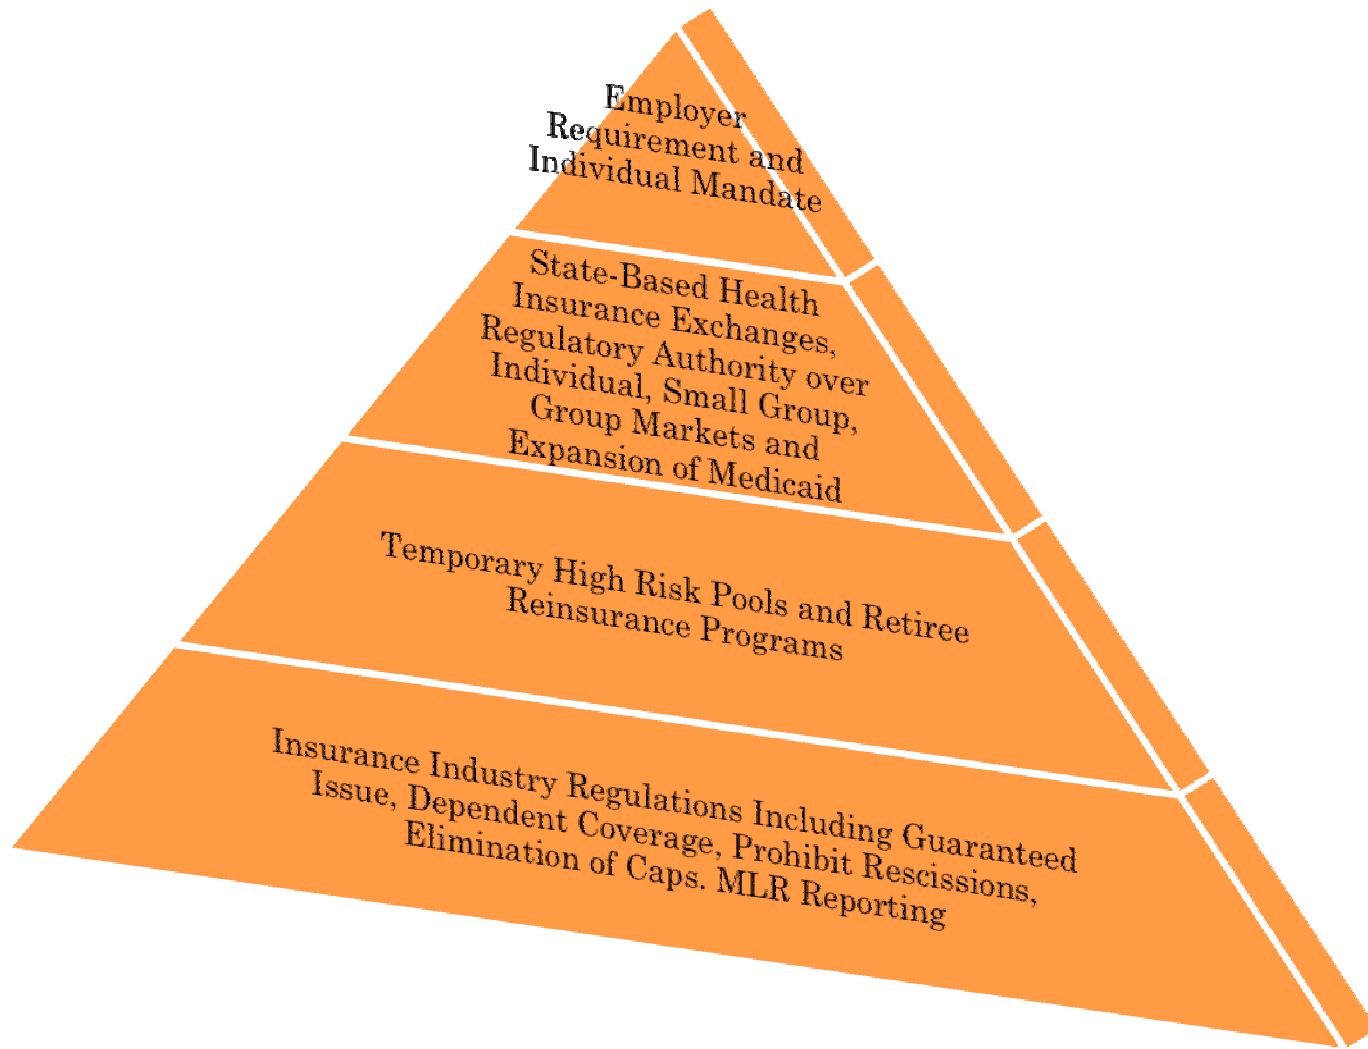 Employer
Requirement and
Individual Mandate
State-Based Health
Insurance Exchanges,
Regulatory Authority over
Individual, Small Group,
Group Markets and
Expansion of Medicaid
Temporary High Risk Pools and Retiree
Reinsurance Programs
Insurance Industry Regulations Including Guaranteed
Issue, Dependent Coverage, Prohibit Rescissions,
Elimination of Caps. MLR Reporting